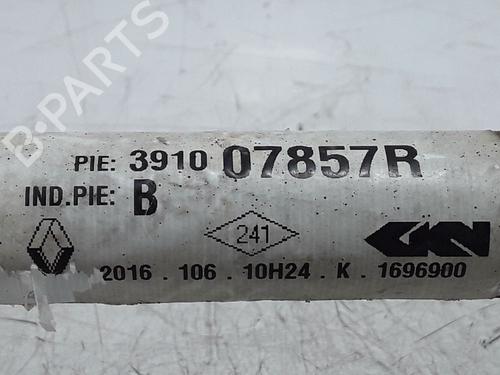 B-PARTS
PIE: 3910 07857R
IND.PIE: B
241
GKN
2016 . 106 . 10H24 . K . 1696900